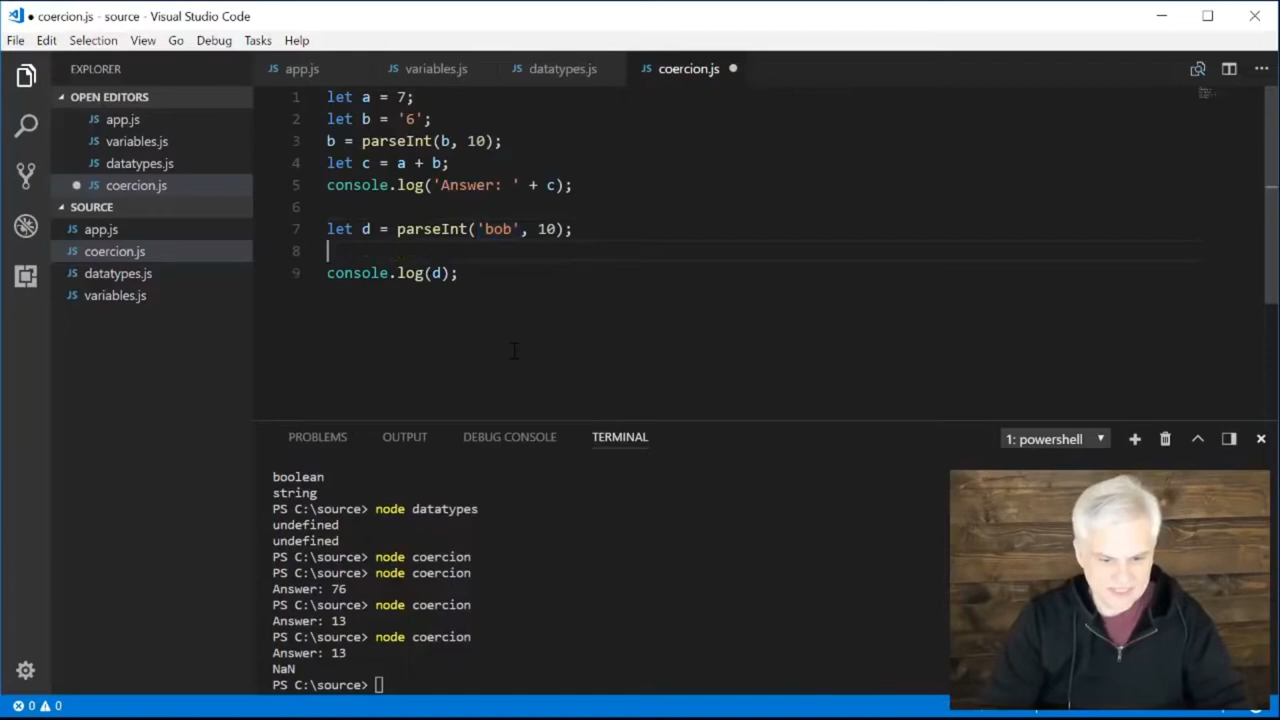 ● coercion.js - source - Visual Studio Code
File Edit Selection View Go Debug Tasks Help
EXPLORER
OPEN EDITORS
JS app.js
JS variables.js
JS datatypes.js
● JS coercion.js
SOURCE
JS app.js
JS coercion.js
JS datatypes.js
JS variables.js
JS app.js JS variables.js JS datatypes.js JS coercion.js ●
1 let a = 7;
2 let b = '6';
3 b = parseInt(b, 10);
4 let c = a + b;
5 console.log('Answer: ' + c);
6
7 let d = parseInt('bob', 10);
8
9 console.log(d);
PROBLEMS OUTPUT DEBUG CONSOLE TERMINAL 1: powershell
boolean
string
PS C:\source> node datatypes
undefined
undefined
PS C:\source> node coercion
PS C:\source> node coercion
Answer: 76
PS C:\source> node coercion
Answer: 13
PS C:\source> node coercion
Answer: 13
NaN
PS C:\source>
0 0